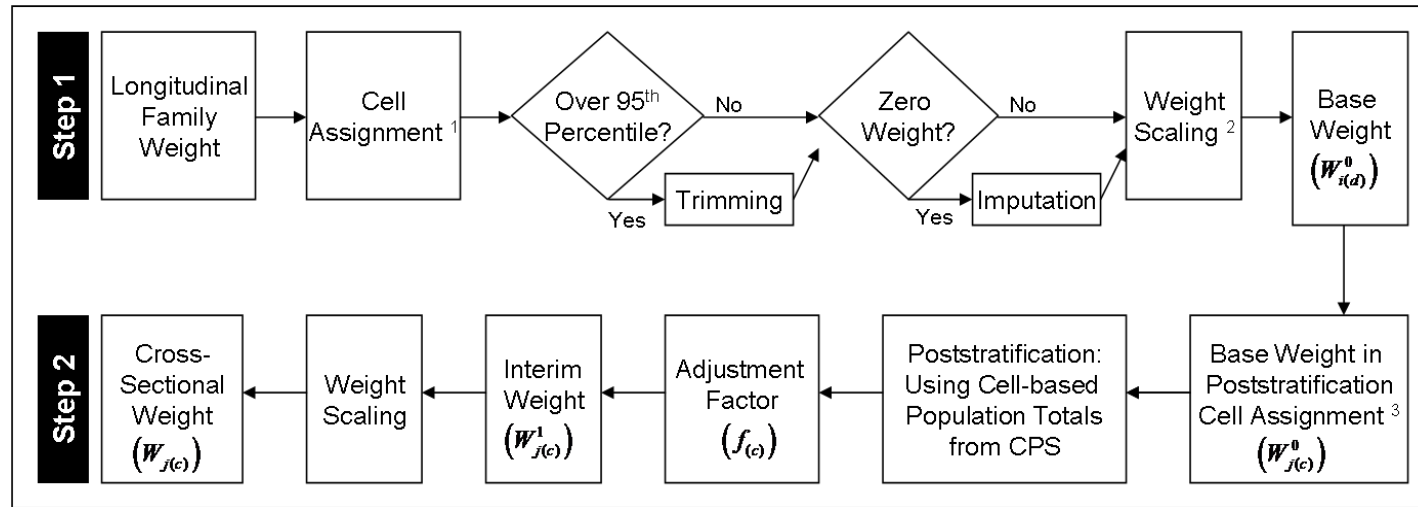 Step 1
Longitudinal
Family
Weight
Cell
Assignment 1
Over 95th
Percentile?
No
Yes
Trimming
Zero
Weight?
No
Yes
Imputation
Weight
Scaling 2
Base
Weight
(W⁰i(d))
Step 2
Cross-
Sectional
Weight
(Wj(c))
Weight
Scaling
Interim
Weight
(W¹j(c))
Adjustment
Factor
(f(c))
Poststratification:
Using Cell-based
Population Totals
from CPS
Base Weight in
Poststratification
Cell Assignment 3
(W⁰j(c))